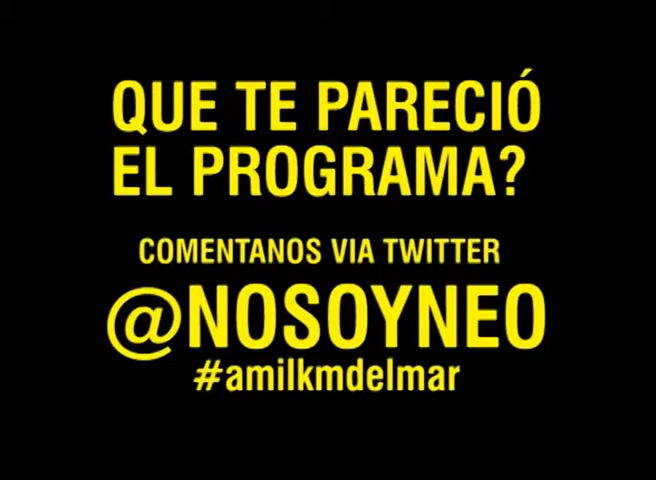 QUE TE PARECIÓ
EL PROGRAMA?
COMENTANOS VIA TWITTER
@NOSOYNEO
#amilkmdelmar